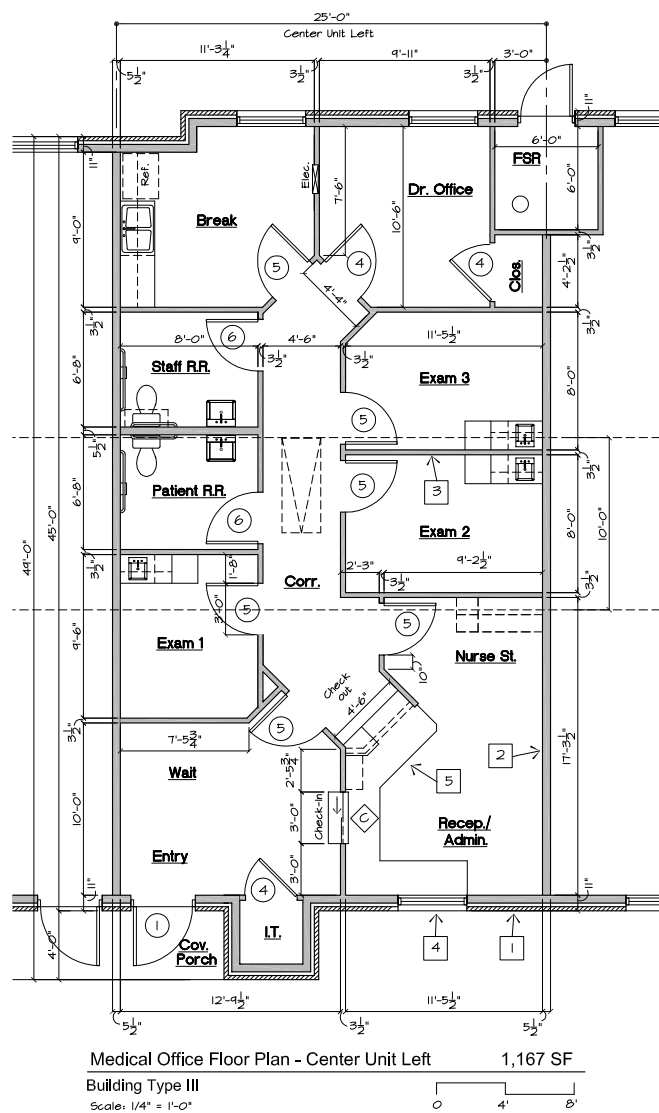 25'-0"
Center Unit Left
11'-3 1/4"
9'-11"
3'-0"
5 1/2"
3 1/2"
3 1/2"
11"
6'-0"
FSR
Elec.
Ref.
11"
7'-6"
Dr. Office
6'-0"
Break
10'-6"
9'-0"
5
4
4
Clos.
4'-2 1/2"
3 1/2"
4'-4"
3 1/2"
3 1/2"
8'-0"
6
4'-6"
11'-5 1/2"
3 1/2"
3 1/2"
Staff R.R.
Exam 3
6'-8"
8'-0"
5
5 1/2"
3 1/2"
Patient R.R.
5
3
6'-8"
6
Exam 2
8'-0"
10'-0"
49'-0"
45'-0"
3 1/2"
1'-8"
Corr.
2'-3"
9'-2 1/2"
3 1/2"
3 1/2"
3'-0"
5
5
Exam 1
Nurse St.
9'-6"
10"
Check out
4'-6"
3 1/2"
5
7'-5 3/4"
2'-5 3/4"
2
17'-3 1/2"
Wait
5
3'-0"
Check-In
C
10'-0"
Recep./
Admin.
Entry
3'-0"
4
11"
11"
1
I.T.
4'-0"
Cov.
Porch
4
1
12'-9 1/2"
11'-5 1/2"
5 1/2"
3 1/2"
5 1/2"
Medical Office Floor Plan - Center Unit Left 1,167 SF
Building Type III
Scale: 1/4" = 1'-0"
0 4' 8'